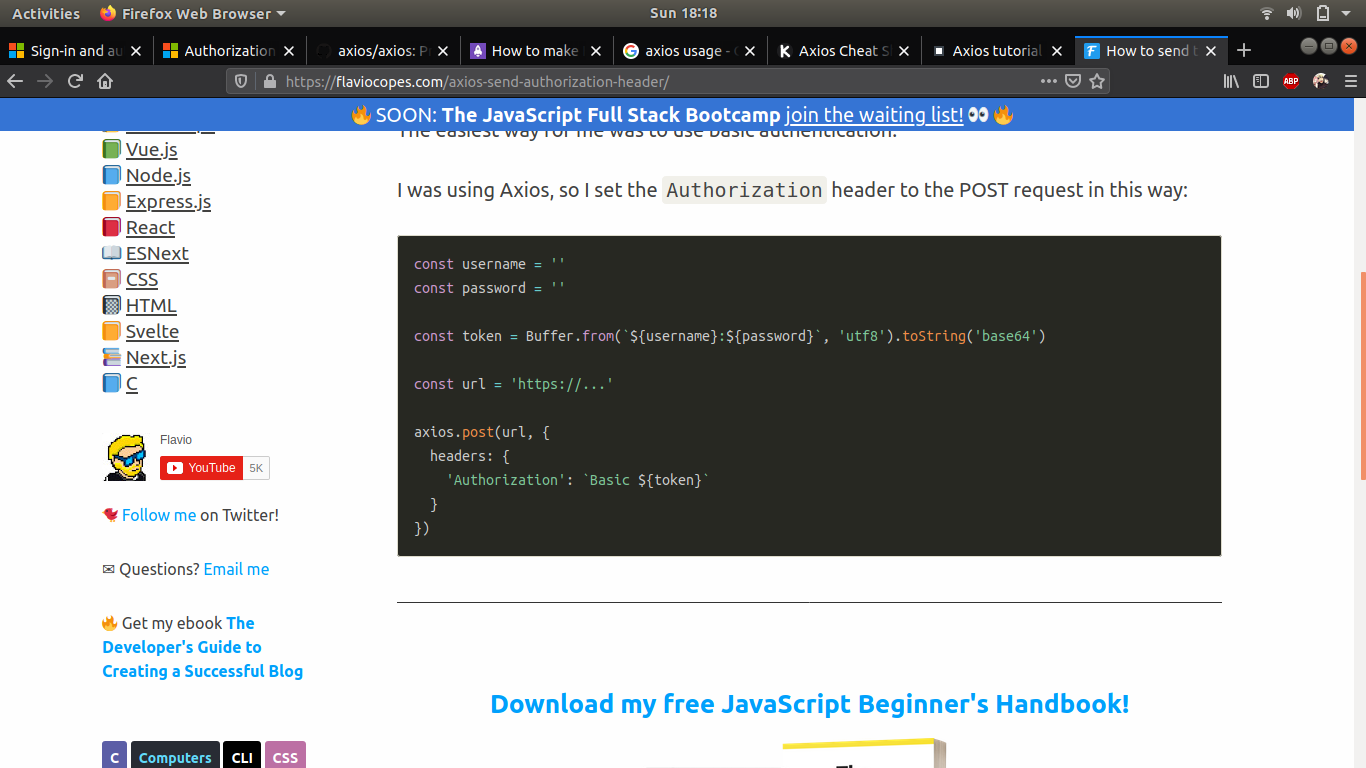 Activities Firefox Web Browser Sun 18:18
Sign-in and au Authorization axios/axios: Pr How to make axios usage - G Axios Cheat Sh Axios tutorial How to send t
https://flaviocopes.com/axios-send-authorization-header/ ABP
🔥 SOON: The JavaScript Full Stack Bootcamp join the waiting list! 👀 🔥
The easiest way for me was to use Basic authentication.
Vue.js
Node.js
Express.js
React
ESNext
CSS
HTML
Svelte
Next.js
C
Flavio
YouTube 5K
Follow me on Twitter!
✉ Questions? Email me
🔥 Get my ebook The
Developer's Guide to
Creating a Successful Blog
C Computers CLI CSS
I was using Axios, so I set the Authorization header to the POST request in this way:
const username = ''
const password = ''
const token = Buffer.from(`${username}:${password}`, 'utf8').toString('base64')
const url = 'https://...'
axios.post(url, {
headers: {
'Authorization': `Basic ${token}`
}
})
Download my free JavaScript Beginner's Handbook!